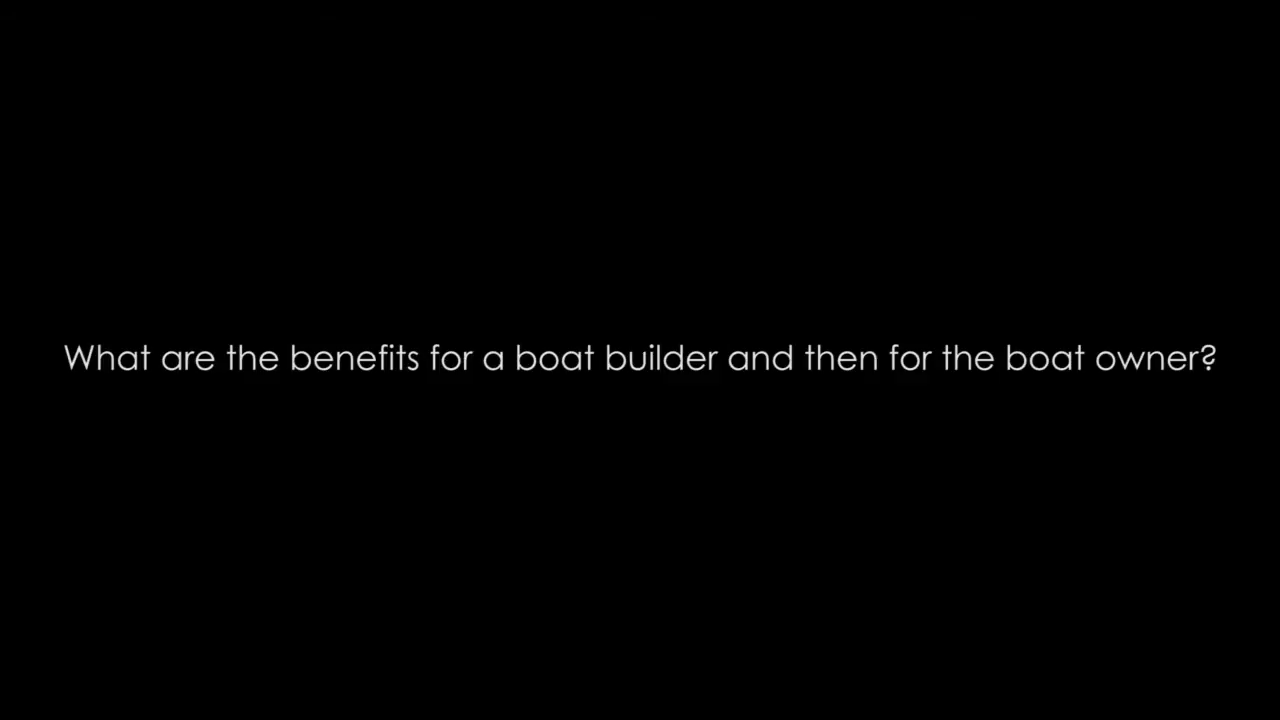 What are the benefits for a boat builder and then for the boat owner?